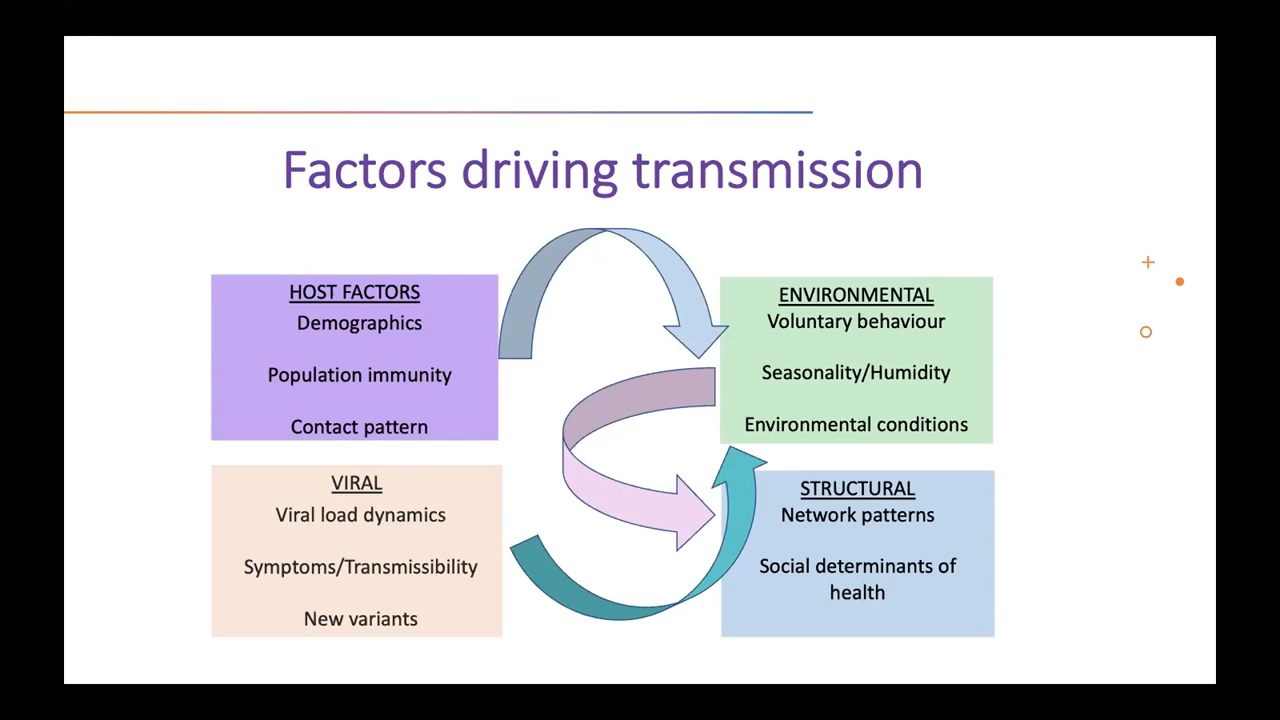 Factors driving transmission
HOST FACTORS
Demographics
Population immunity
Contact pattern
ENVIRONMENTAL
Voluntary behaviour
Seasonality/Humidity
Environmental conditions
VIRAL
Viral load dynamics
Symptoms/Transmissibility
New variants
STRUCTURAL
Network patterns
Social determinants of
health